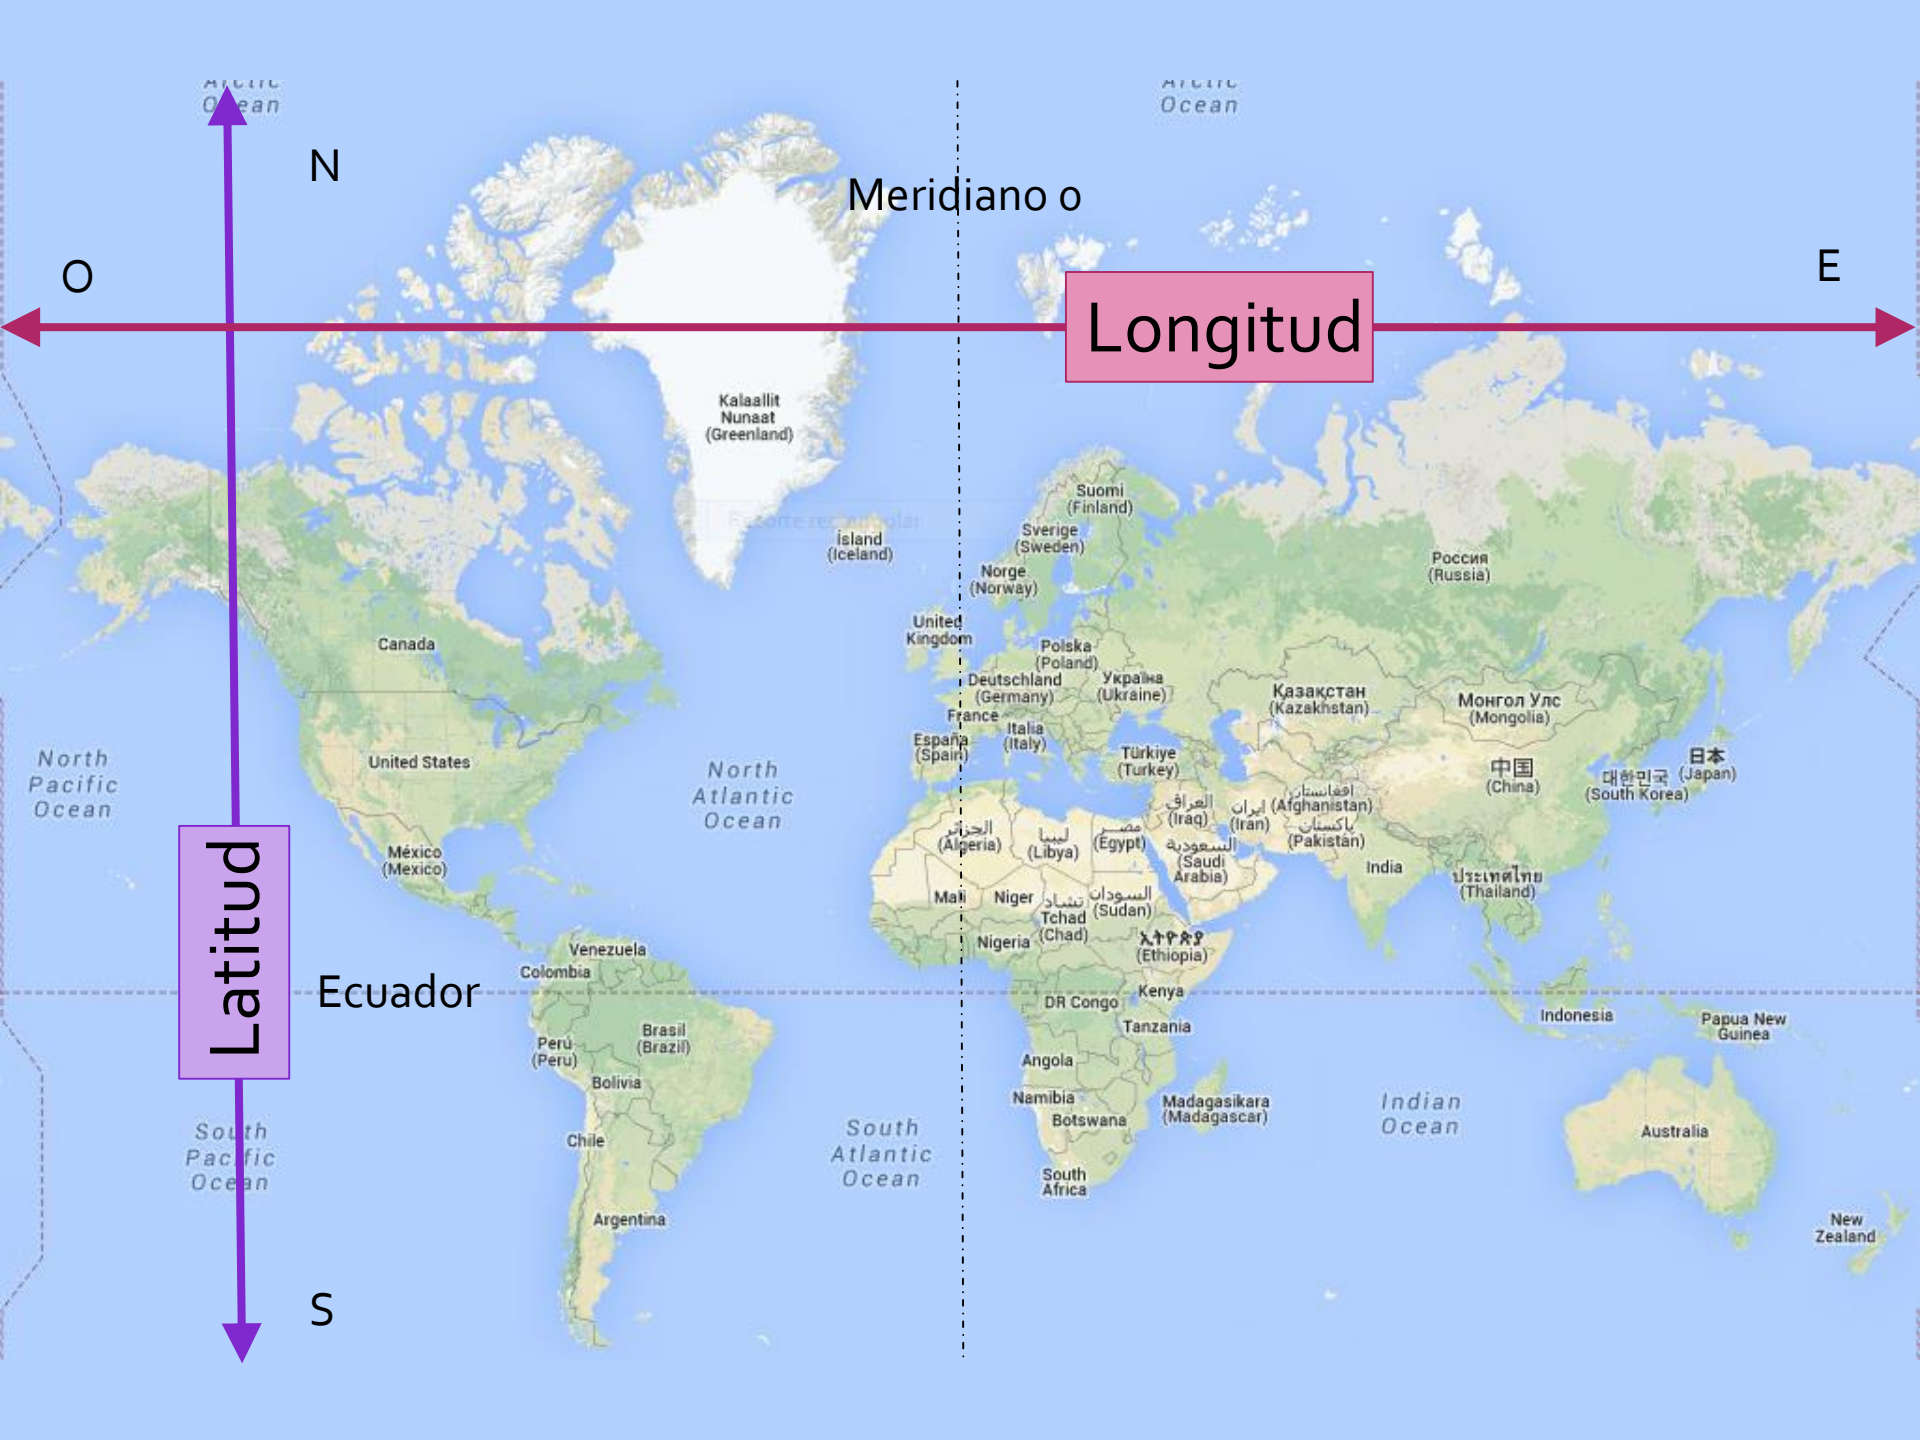 Arctic
Ocean
Arctic
Ocean
N
Meridiano 0
O
E
Longitud
Kalaallit
Nunaat
(Greenland)
Suomi
(Finland)
Ísland
(Iceland)
Sverige
(Sweden)
Norge
(Norway)
Россия
(Russia)
United
Kingdom
Canada
Polska
(Poland)
Deutschland
(Germany)
Україна
(Ukraine)
Қазақстан
(Kazakhstan)
Монгол Улс
(Mongolia)
France
Italia
(Italy)
España
(Spain)
Türkiye
(Turkey)
United States
North
Pacific
Ocean
North
Atlantic
Ocean
中国
(China)
대한민국
(South Korea)
日本
(Japan)
العراق
(Iraq)
ایران
(Iran)
افغانستان
(Afghanistan)
پاکستان
(Pakistan)
الجزائر
(Algeria)
ليبيا
(Libya)
مصر
(Egypt)
السعودية
(Saudi
Arabia)
México
(Mexico)
India
ประเทศไทย
(Thailand)
Mali
Niger
تشاد
Tchad
(Chad)
السودان
(Sudan)
Nigeria
ኢትዮጵያ
(Ethiopia)
Latitud
Venezuela
Colombia
Ecuador
DR Congo
Kenya
Tanzania
Indonesia
Papua New
Guinea
Brasil
(Brazil)
Perú
(Peru)
Bolivia
Angola
Namibia
Botswana
Madagasikara
(Madagascar)
Indian
Ocean
Australia
South
Pacific
Ocean
Chile
South
Atlantic
Ocean
South
Africa
Argentina
New
Zealand
S